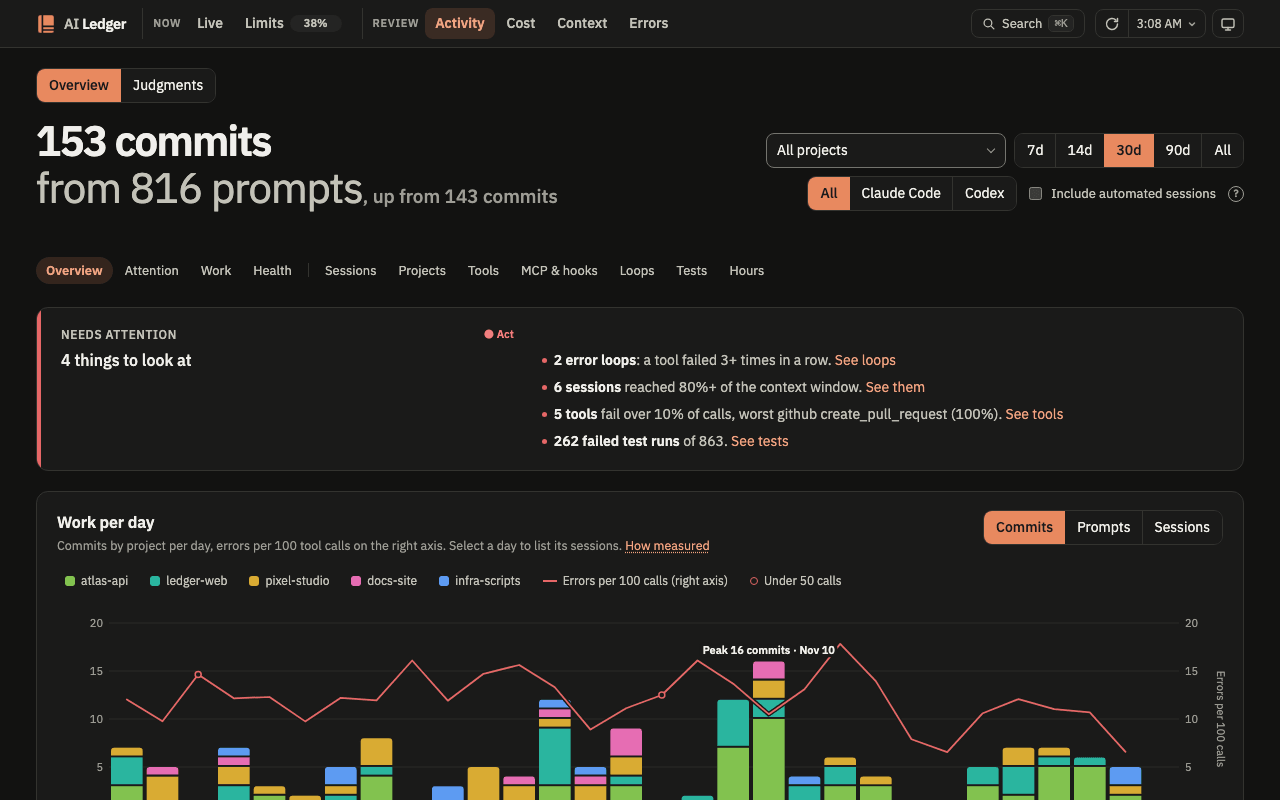 AI Ledger NOW Live Limits 38% REVIEW Activity Cost Context Errors Search ⌘K 3:08 AM
Overview Judgments
153 commits
from 816 prompts, up from 143 commits
All projects 7d 14d 30d 90d All
All Claude Code Codex Include automated sessions ?
Overview Attention Work Health Sessions Projects Tools MCP & hooks Loops Tests Hours
NEEDS ATTENTION
4 things to look at
Act
2 error loops: a tool failed 3+ times in a row. See loops
6 sessions reached 80%+ of the context window. See them
5 tools fail over 10% of calls, worst github create_pull_request (100%). See tools
262 failed test runs of 863. See tests
Work per day
Commits by project per day, errors per 100 tool calls on the right axis. Select a day to list its sessions. How measured
Commits Prompts Sessions
atlas-api ledger-web pixel-studio docs-site infra-scripts Errors per 100 calls (right axis) Under 50 calls
20 20
Peak 16 commits · Nov 10
15 15
10 10
5 5
Errors per 100 calls